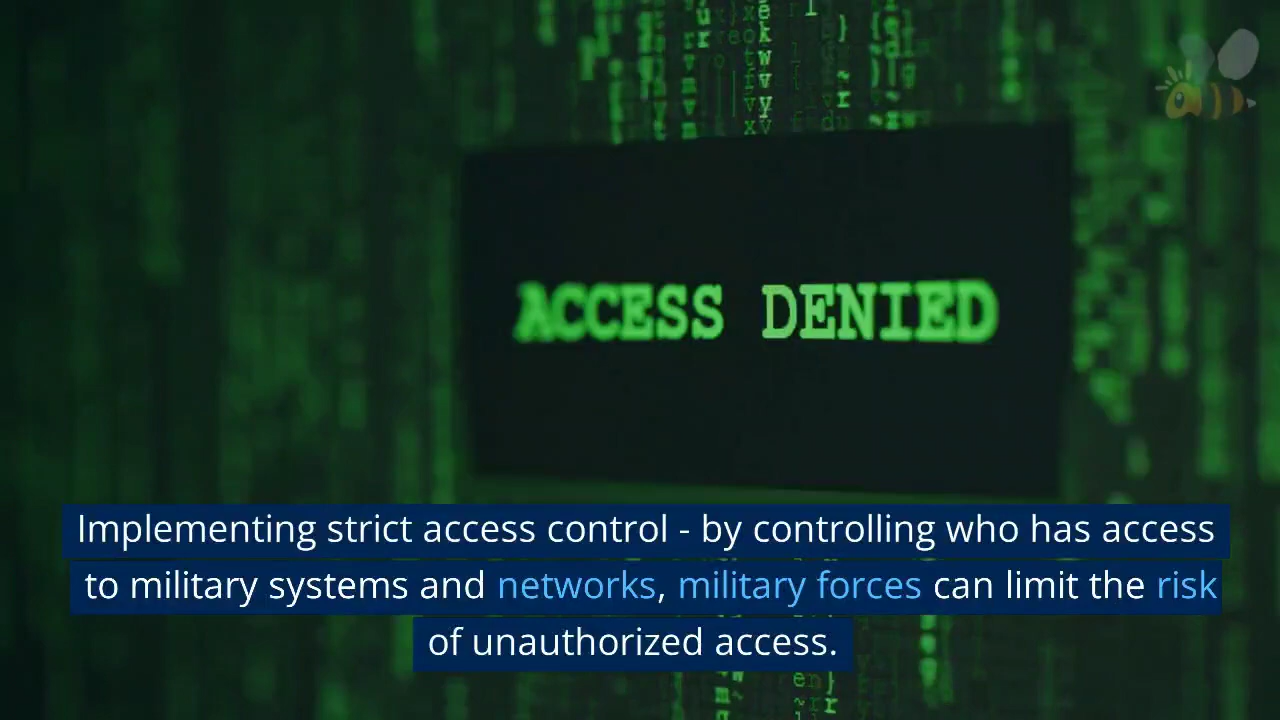 ACCESS DENIED
Implementing strict access control - by controlling who has access
to military systems and networks, military forces can limit the risk
of unauthorized access.